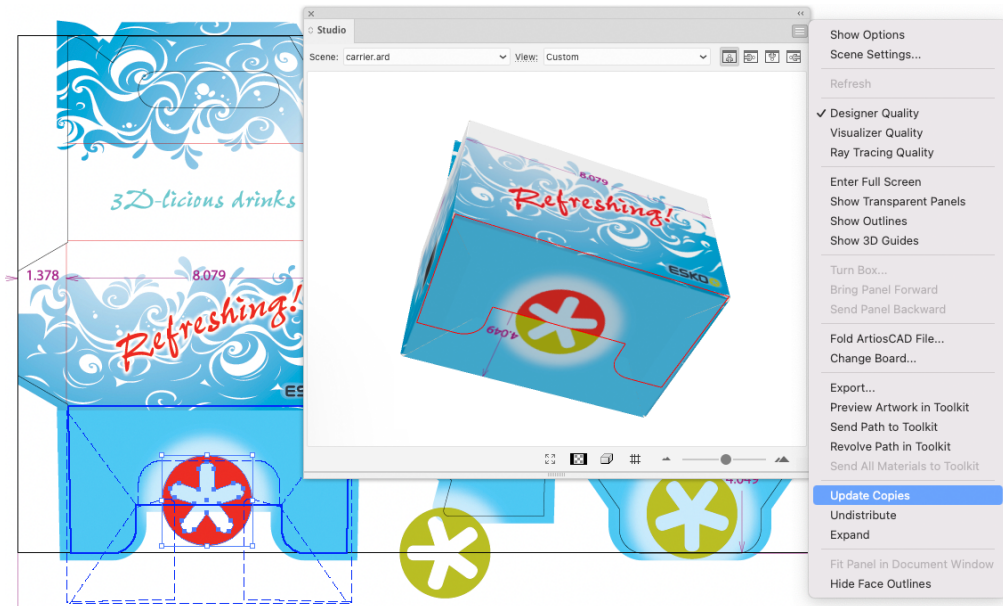 Studio
Scene: carrier.ard
View: Custom
8.079
Refreshing!
ESKO
4.049
3D-licious drinks
1.378
8.079
Refreshing!
ES
4.049
Show Options
Scene Settings...
Refresh
Designer Quality
Visualizer Quality
Ray Tracing Quality
Enter Full Screen
Show Transparent Panels
Show Outlines
Show 3D Guides
Turn Box...
Bring Panel Forward
Send Panel Backward
Fold ArtiosCAD File...
Change Board...
Export...
Preview Artwork in Toolkit
Send Path to Toolkit
Revolve Path in Toolkit
Send All Materials to Toolkit
Update Copies
Undistribute
Expand
Fit Panel in Document Window
Hide Face Outlines